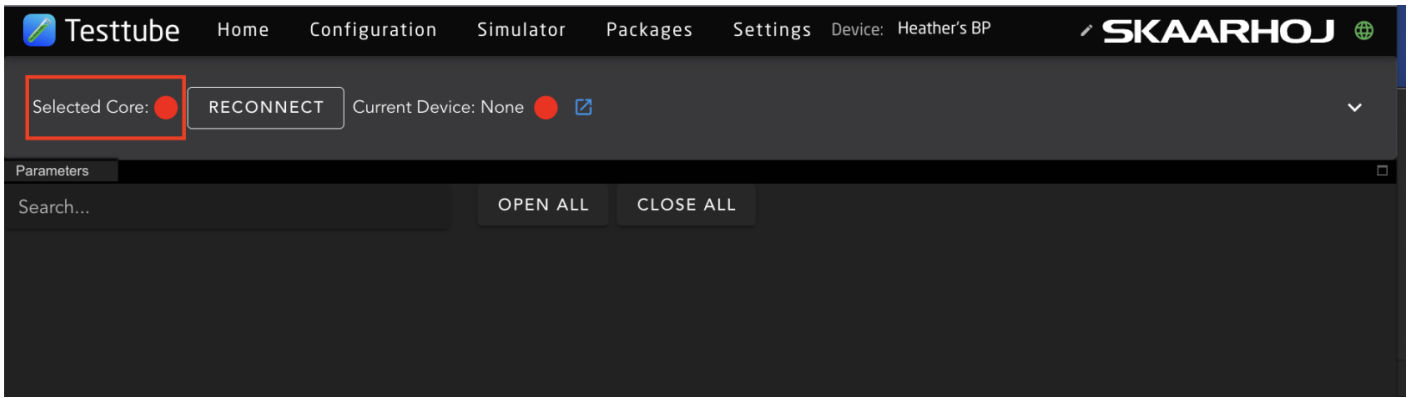 Testtube Home Configuration Simulator Packages Settings Device: Heather's BP SKAARHOJ
Selected Core: RECONNECT Current Device: None
Parameters
Search... OPEN ALL CLOSE ALL